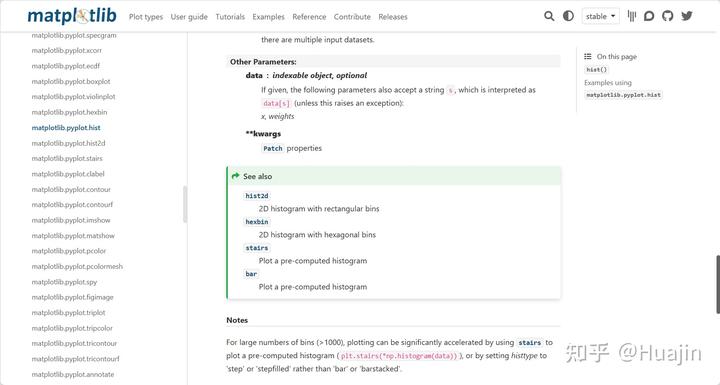 matplotlib Plot types User guide Tutorials Examples Reference Contribute Releases stable
matplotlib.pyplot.specgram
matplotlib.pyplot.xcorr
matplotlib.pyplot.ecdf
matplotlib.pyplot.boxplot
matplotlib.pyplot.violinplot
matplotlib.pyplot.hexbin
matplotlib.pyplot.hist
matplotlib.pyplot.hist2d
matplotlib.pyplot.stairs
matplotlib.pyplot.clabel
matplotlib.pyplot.contour
matplotlib.pyplot.contourf
matplotlib.pyplot.imshow
matplotlib.pyplot.matshow
matplotlib.pyplot.pcolor
matplotlib.pyplot.pcolormesh
matplotlib.pyplot.spy
matplotlib.pyplot.figimage
matplotlib.pyplot.triplot
matplotlib.pyplot.tripcolor
matplotlib.pyplot.tricontour
matplotlib.pyplot.tricontourf
matplotlib.pyplot.annotate
there are multiple input datasets.
Other Parameters:
data : indexable object, optional
If given, the following parameters also accept a string s, which is interpreted as
data[s] (unless this raises an exception):
x, weights
**kwargs
Patch properties
See also
hist2d
2D histogram with rectangular bins
hexbin
2D histogram with hexagonal bins
stairs
Plot a pre-computed histogram
bar
Plot a pre-computed histogram
Notes
For large numbers of bins (>1000), plotting can be significantly accelerated by using stairs to
plot a pre-computed histogram (plt.stairs(*np.histogram(data))), or by setting histtype to
'step' or 'stepfilled' rather than 'bar' or 'barstacked'.
On this page
hist()
Examples using
matplotlib.pyplot.hist
知乎 @Huajin